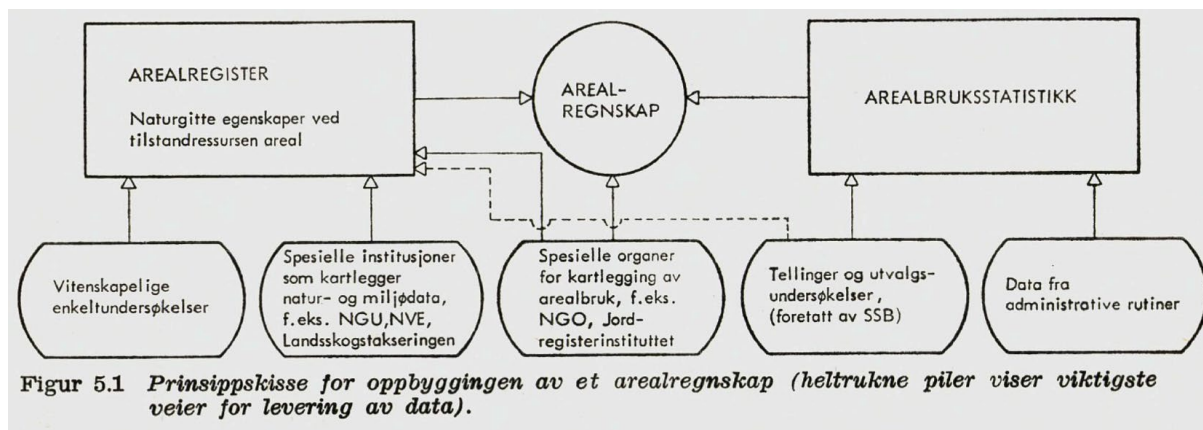 AREALREGISTER
Naturgitte egenskaper ved
tilstandressursen areal
AREAL-
REGNSKAP
AREALBRUKSSTATISTIKK
Vitenskapelige
enkeltundersøkelser
Spesielle institusjoner
som kartlegger
natur- og miljødata,
f.eks. NGU,NVE,
Landsskogstakseringen
Spesielle organer
for kartlegging av
arealbruk, f.eks.
NGO, Jord-
registerinstituttet
Tellinger og utvalgs-
undersøkelser,
(foretatt av SSB)
Data fra
administrative rutiner
Figur 5.1 Prinsippskisse for oppbyggingen av et arealregnskap (heltrukne piler viser viktigste
veier for levering av data).